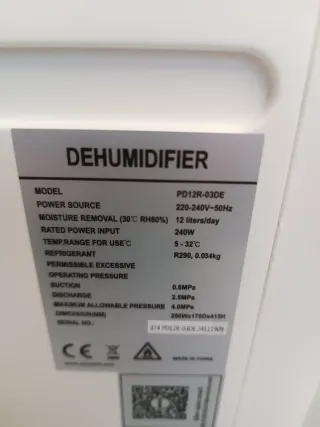 DEHUMIDIFIER
MODEL PD12R-03DE
POWER SOURCE 220-240V~50Hz
MOISTURE REMOVAL (30℃ RH80%) 12 liters/day
RATED POWER INPUT 240W
TEMP.RANGE FOR USE℃ 5 - 32℃
REFRIGERANT R290, 0.034kg
PERMISSIBLE EXCESSIVE
OPERATING PRESSURE
SUCTION 0.6MPa
DISCHARGE 2.5MPa
MAXIMUM ALLOWABLE PRESSURE 4.0MPa
DIMENSION(MM)
SERIAL NO.:
CE
MADE IN CHINA